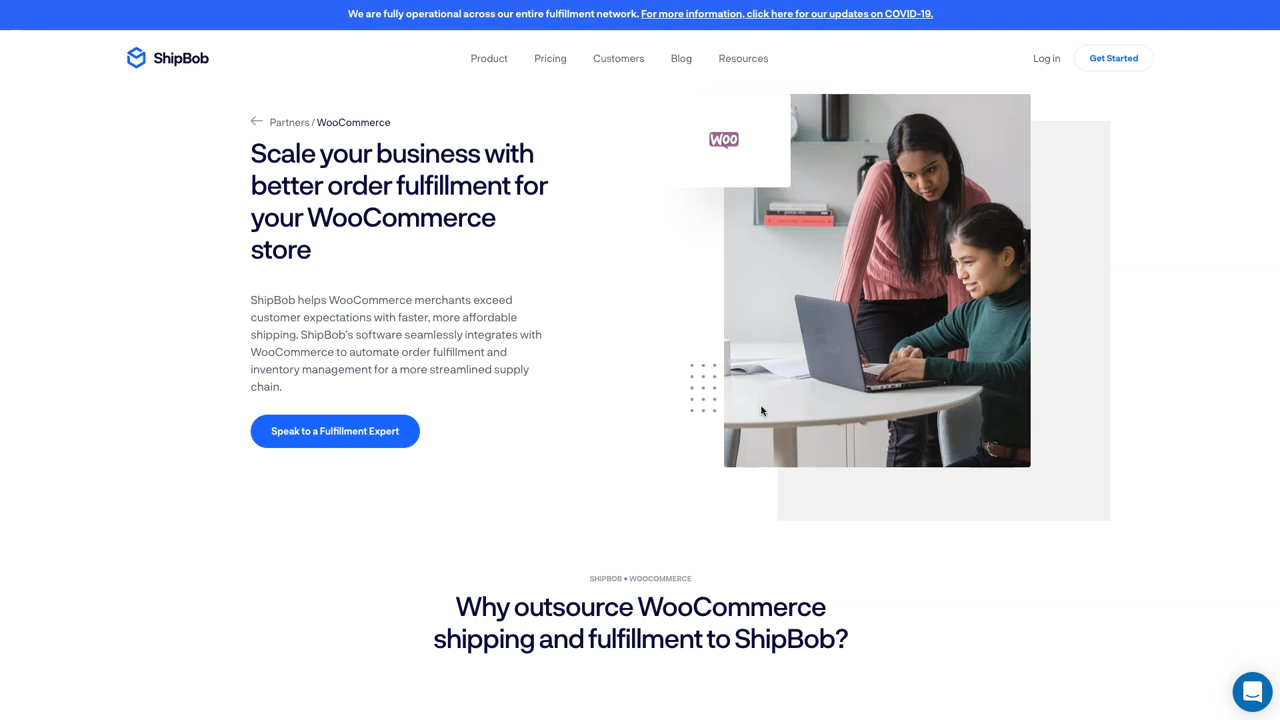 We are fully operational across our entire fulfillment network. For more information, click here for our updates on COVID-19.
ShipBob
Product
Pricing
Customers
Blog
Resources
Log in
Get Started
Partners / WooCommerce
Scale your business with
better order fulfillment for
your WooCommerce
store
WOO
ShipBob helps WooCommerce merchants exceed
customer expectations with faster, more affordable
shipping. ShipBob's software seamlessly integrates with
WooCommerce to automate order fulfillment and
inventory management for a more streamlined supply
chain.
Speak to a Fulfillment Expert
SHIPBOB + WOOCOMMERCE
Why outsource WooCommerce
shipping and fulfillment to ShipBob?